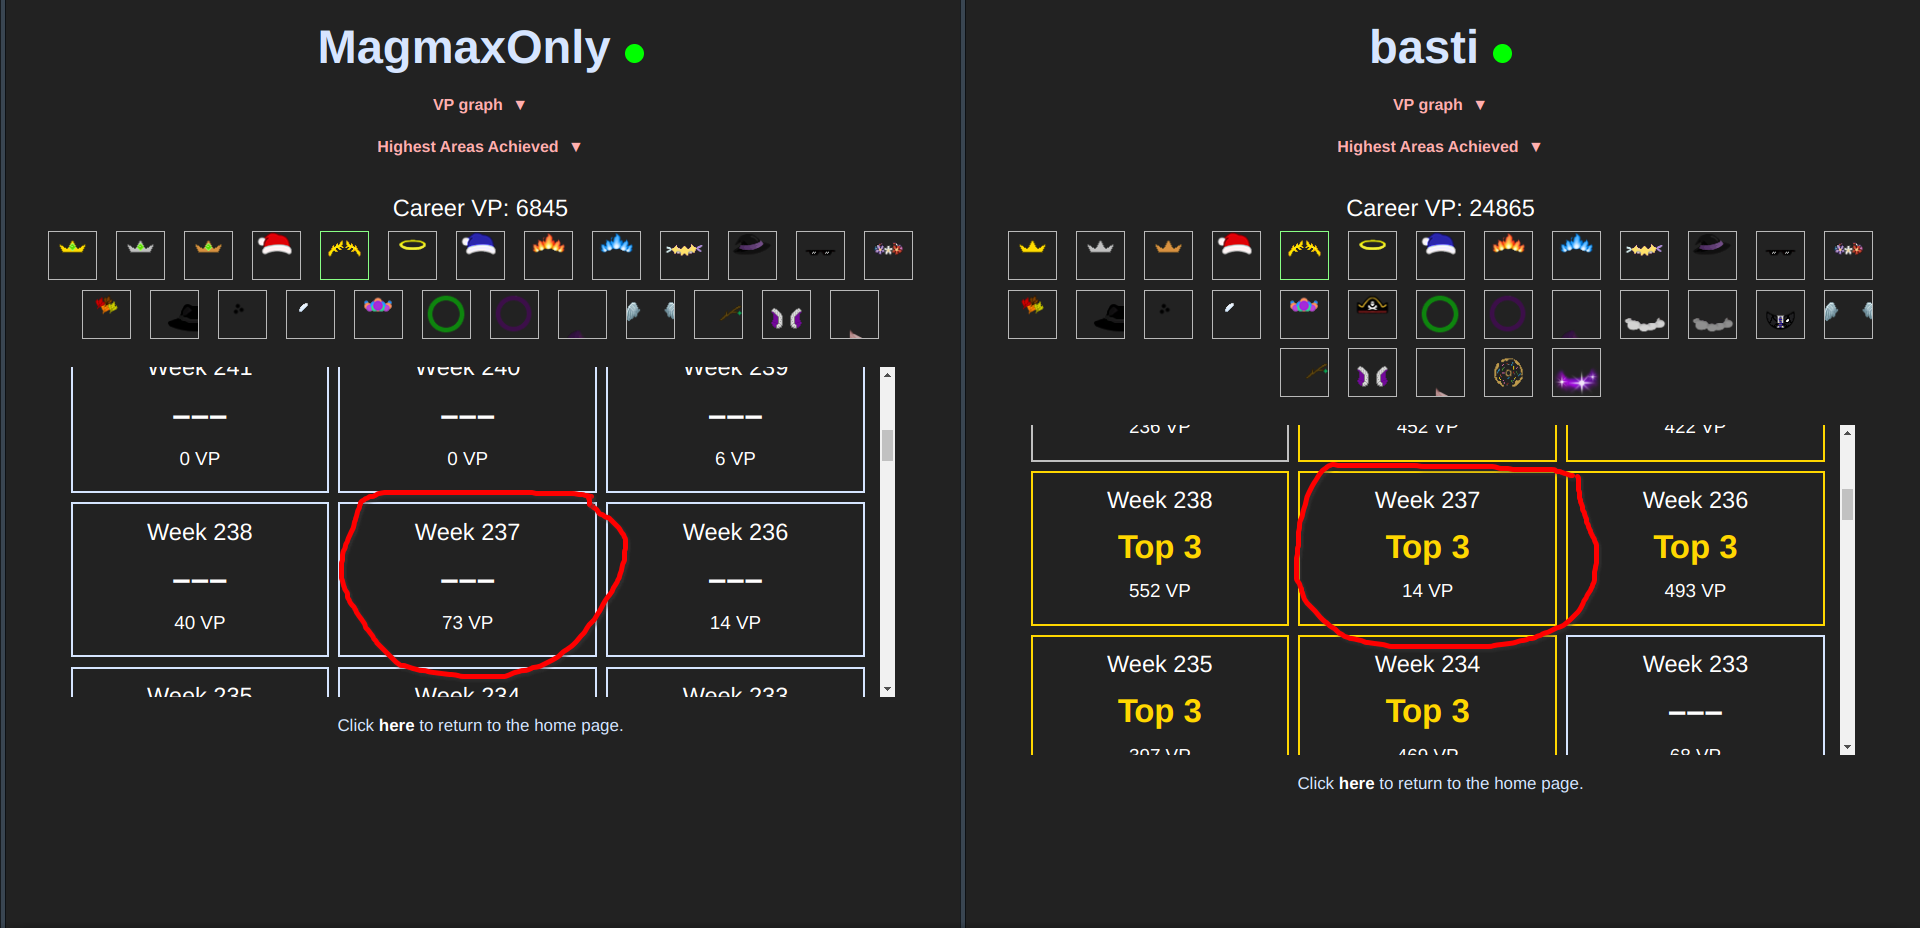 MagmaxOnly
VP graph ▼
Highest Areas Achieved ▼
Career VP: 6845
Week 241
Week 240
Week 239
---
---
---
0 VP
0 VP
6 VP
Week 238
Week 237
Week 236
---
---
---
40 VP
73 VP
14 VP
Week 235
Week 234
Week 233
Click here to return to the home page.
basti
VP graph ▼
Highest Areas Achieved ▼
Career VP: 24865
236 VP
452 VP
422 VP
Week 238
Week 237
Week 236
Top 3
Top 3
Top 3
552 VP
14 VP
493 VP
Week 235
Week 234
Week 233
Top 3
Top 3
---
397 VP
469 VP
68 VP
Click here to return to the home page.